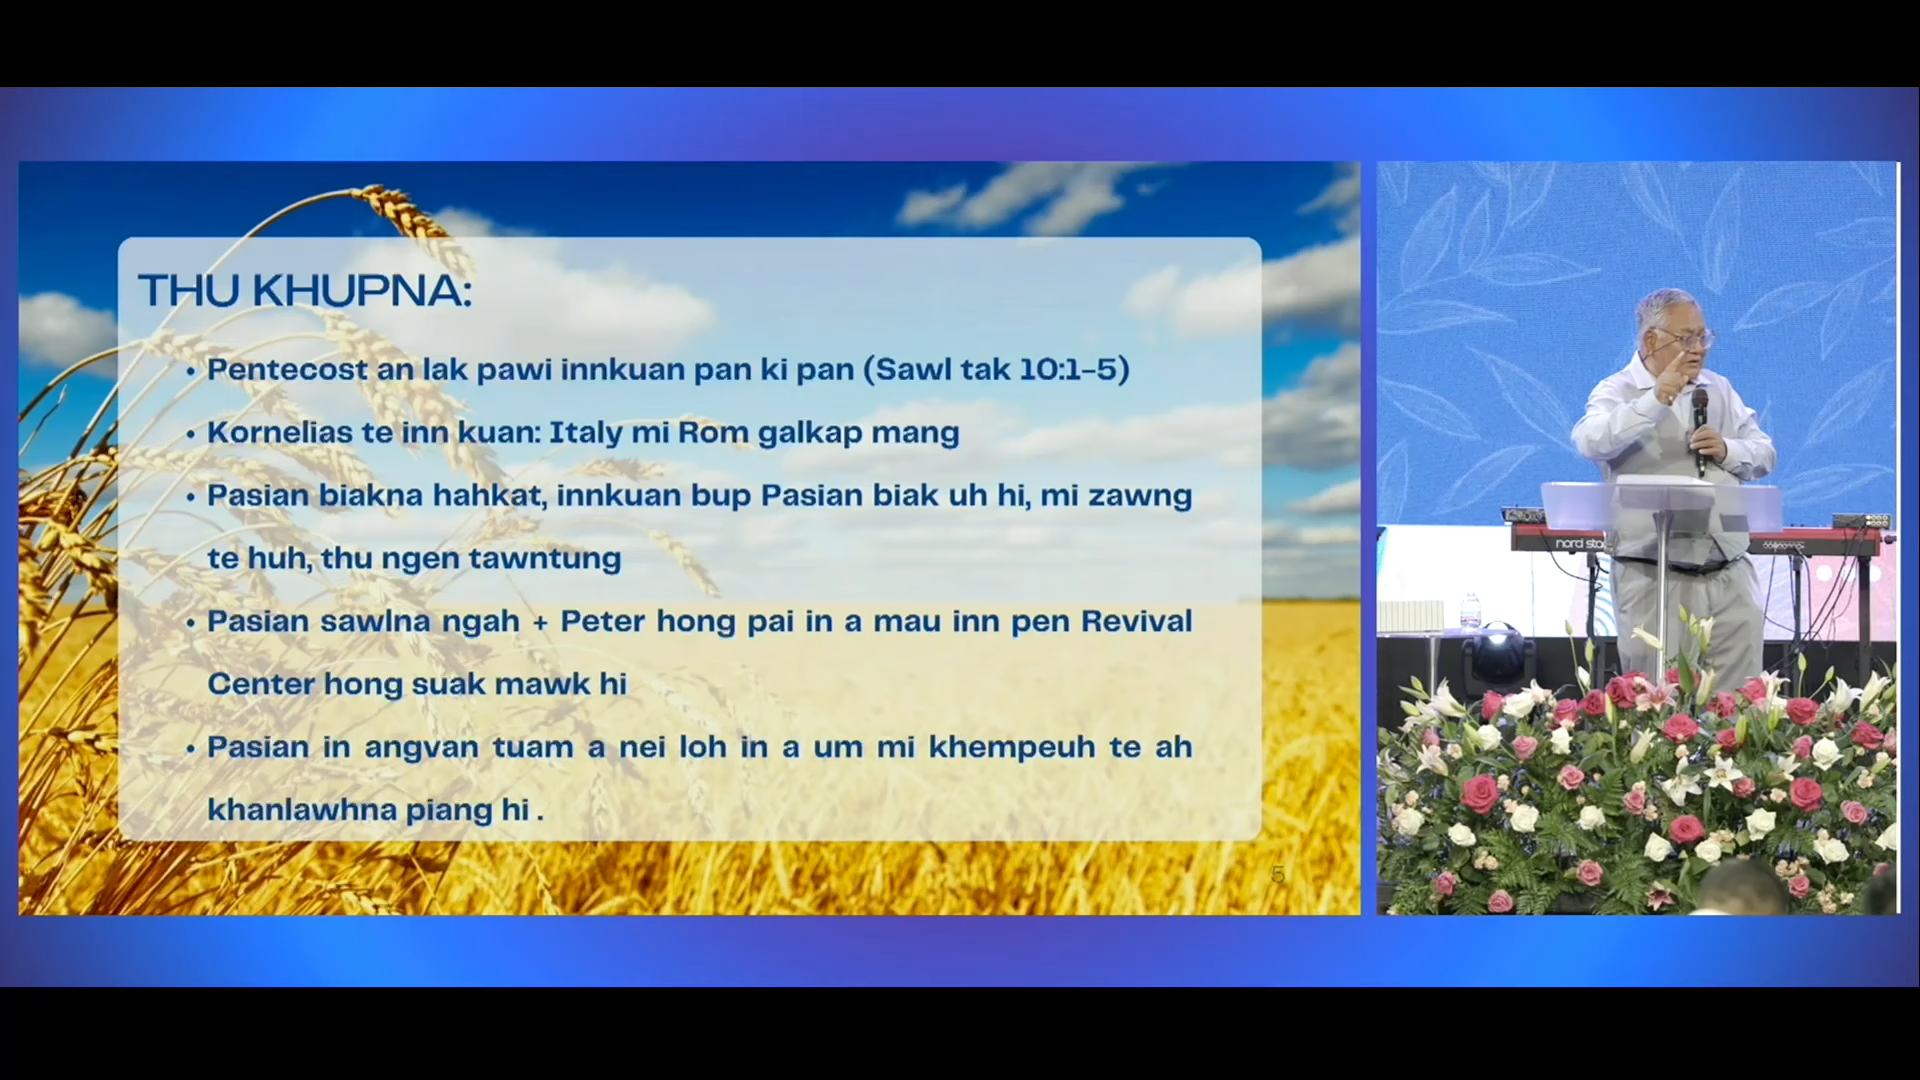 THU KHUPNA:
• Pentecost an lak pawi innkuan pan ki pan (Sawl tak 10:1-5)
• Kornelias te inn kuan: Italy mi Rom galkap mang
• Pasian biakna hahkat, innkuan bup Pasian biak uh hi, mi zawng
te huh, thu ngen tawntung
• Pasian sawlna ngah + Peter hong pai in a mau inn pen Revival
Center hong suak mawk hi
• Pasian in angvan tuam a nei loh in a um mi khempeuh te ah
khanlawhna piang hi .
5
nord